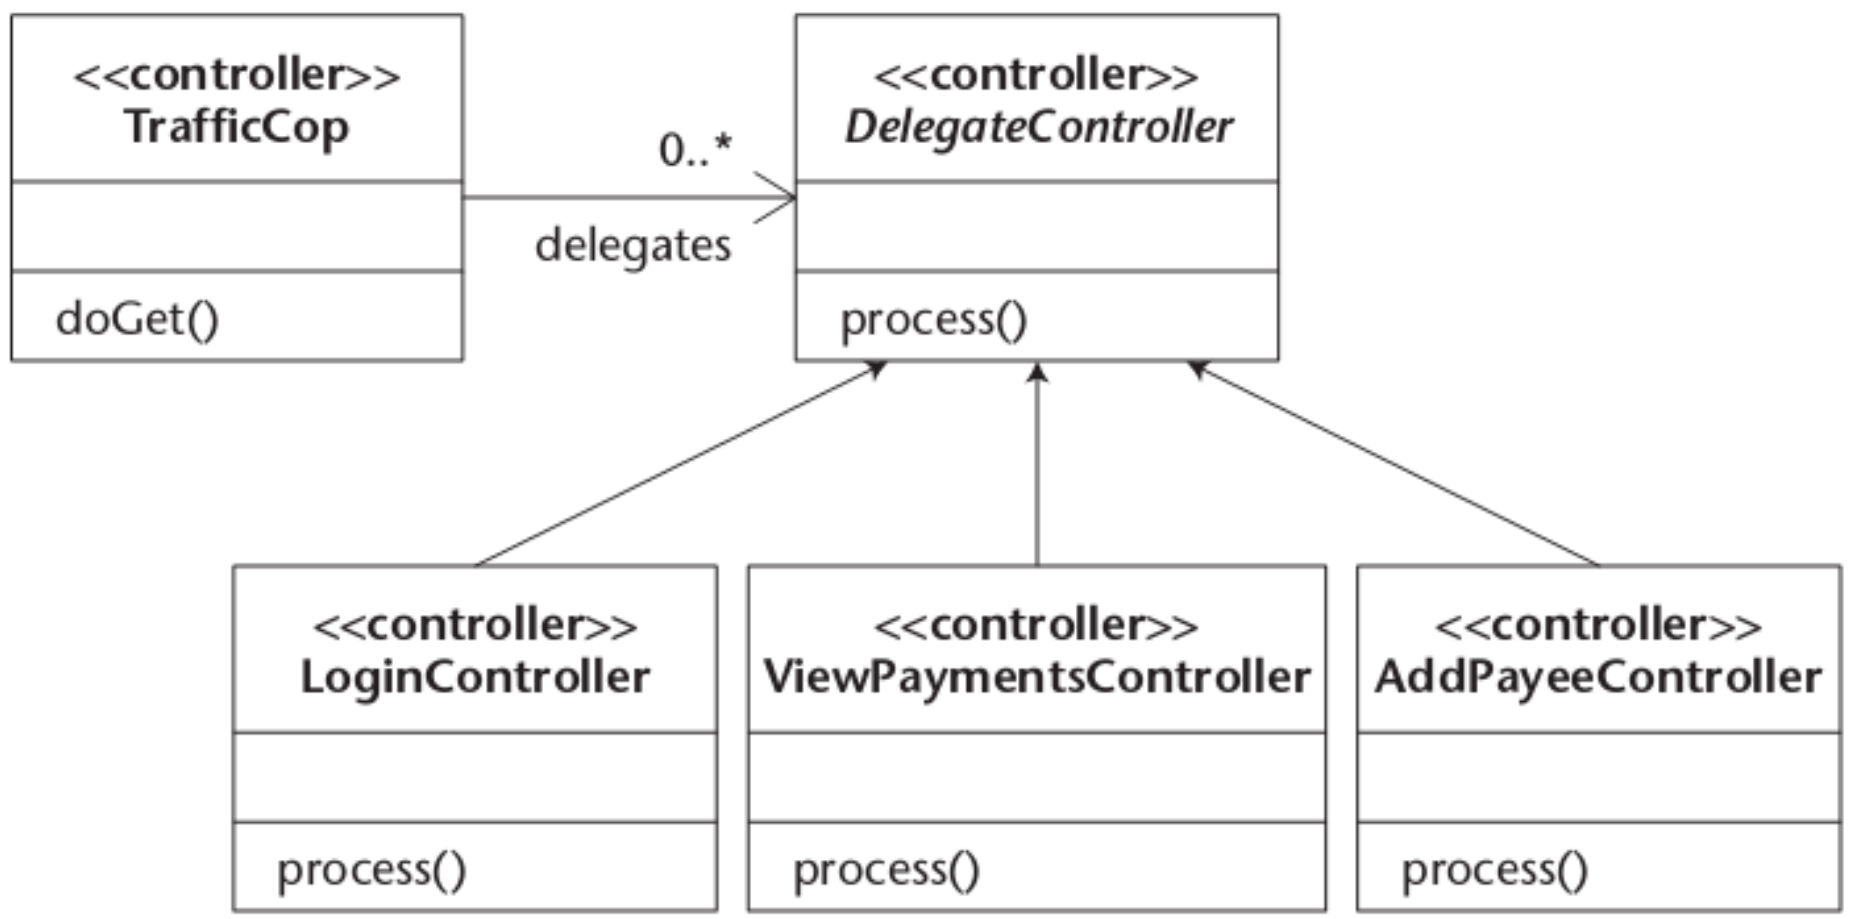 <<controller>>
TrafficCop
doGet()
0..*
delegates
<<controller>>
DelegateController
process()
<<controller>>
LoginController
process()
<<controller>>
ViewPaymentsController
process()
<<controller>>
AddPayeeController
process()